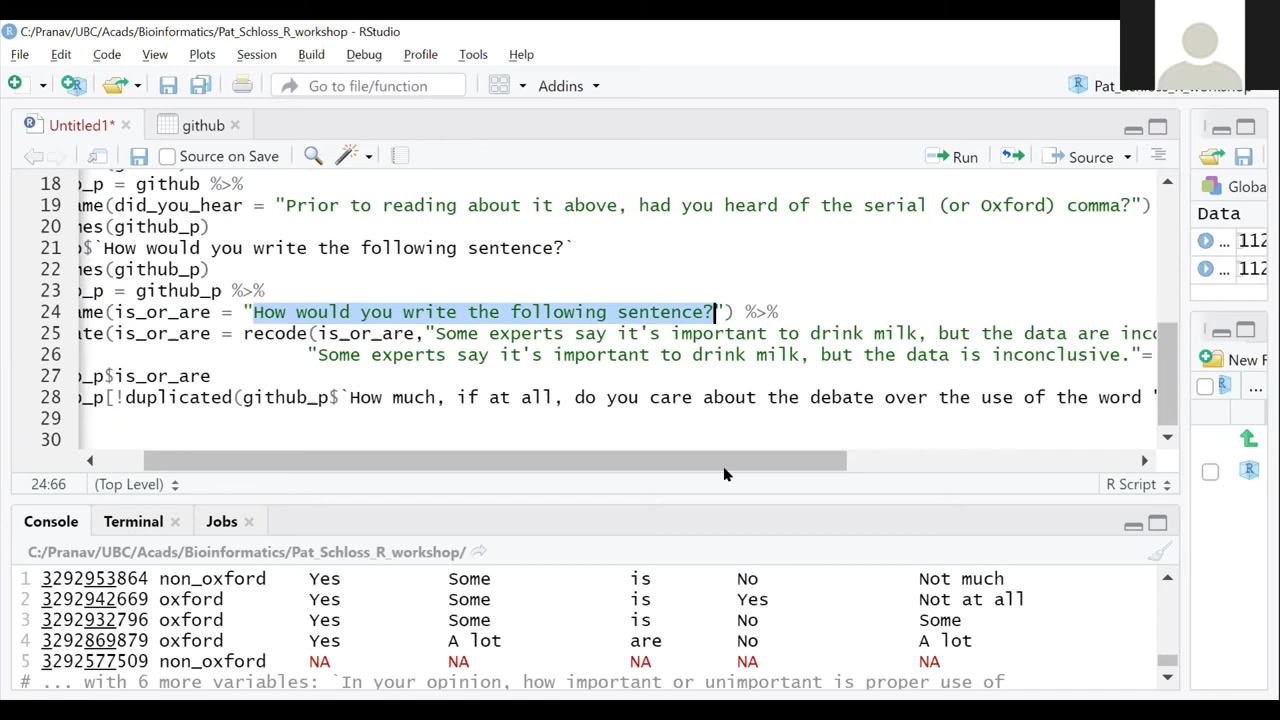 C:/Pranav/UBC/Acads/Bioinformatics/Pat_Schloss_R_workshop - RStudio
File Edit Code View Plots Session Build Debug Profile Tools Help
Go to file/function Addins
Untitled1* github
Source on Save Run Source
18 _p = github %>%
19 ame(did_you_hear = "Prior to reading about it above, had you heard of the serial (or Oxford) comma?")
20 mes(github_p)
21 p$`How would you write the following sentence?`
22 mes(github_p)
23 _p = github_p %>%
24 ame(is_or_are = "How would you write the following sentence?") %>%
25 ate(is_or_are = recode(is_or_are,"Some experts say it's important to drink milk, but the data are inco
26 "Some experts say it's important to drink milk, but the data is inconclusive."=
27 _p$is_or_are
28 _p[!duplicated(github_p$`How much, if at all, do you care about the debate over the use of the word "
29
30
24:66 (Top Level) R Script
Data
... 112
... 112
New F
...
Console Terminal Jobs
C:/Pranav/UBC/Acads/Bioinformatics/Pat_Schloss_R_workshop/
1 3292953864 non_oxford Yes Some is No Not much
2 3292942669 oxford Yes Some is Yes Not at all
3 3292932796 oxford Yes Some is No Some
4 3292869879 oxford Yes A lot are No A lot
5 3292577509 non_oxford NA NA NA NA NA
# ... with 6 more variables: `In your opinion, how important or unimportant is proper use of